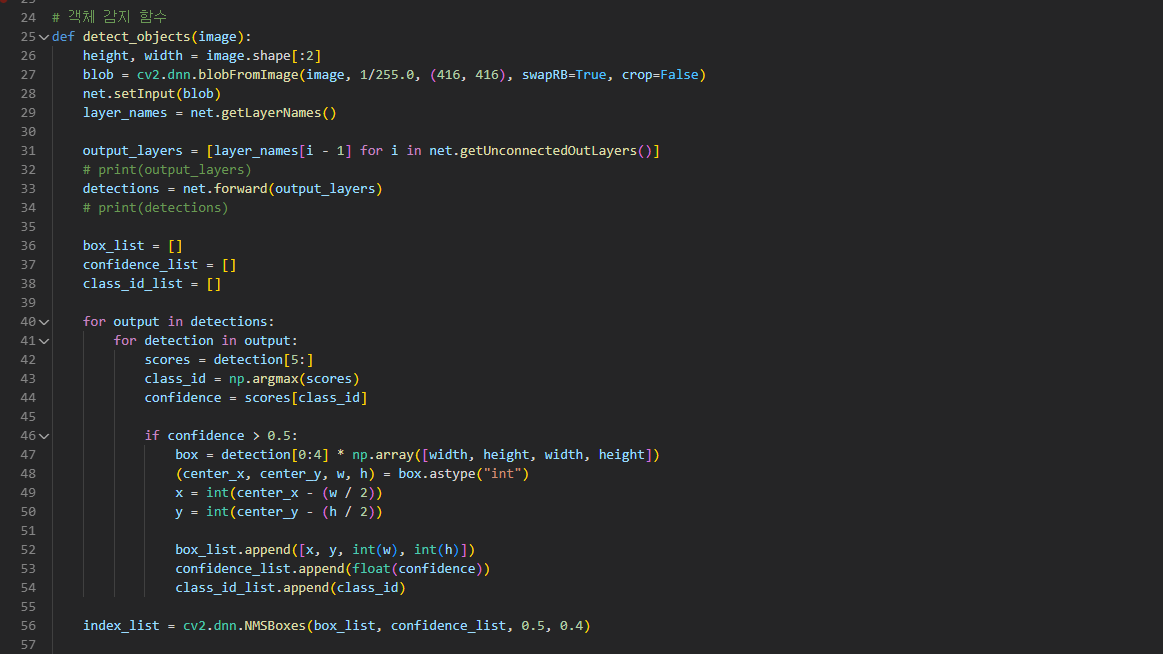 24 # 객체 감지 함수
25 def detect_objects(image):
26 height, width = image.shape[:2]
27 blob = cv2.dnn.blobFromImage(image, 1/255.0, (416, 416), swapRB=True, crop=False)
28 net.setInput(blob)
29 layer_names = net.getLayerNames()
30
31 output_layers = [layer_names[i - 1] for i in net.getUnconnectedOutLayers()]
32 # print(output_layers)
33 detections = net.forward(output_layers)
34 # print(detections)
35
36 box_list = []
37 confidence_list = []
38 class_id_list = []
39
40 for output in detections:
41 for detection in output:
42 scores = detection[5:]
43 class_id = np.argmax(scores)
44 confidence = scores[class_id]
45
46 if confidence > 0.5:
47 box = detection[0:4] * np.array([width, height, width, height])
48 (center_x, center_y, w, h) = box.astype("int")
49 x = int(center_x - (w / 2))
50 y = int(center_y - (h / 2))
51
52 box_list.append([x, y, int(w), int(h)])
53 confidence_list.append(float(confidence))
54 class_id_list.append(class_id)
55
56 index_list = cv2.dnn.NMSBoxes(box_list, confidence_list, 0.5, 0.4)
57